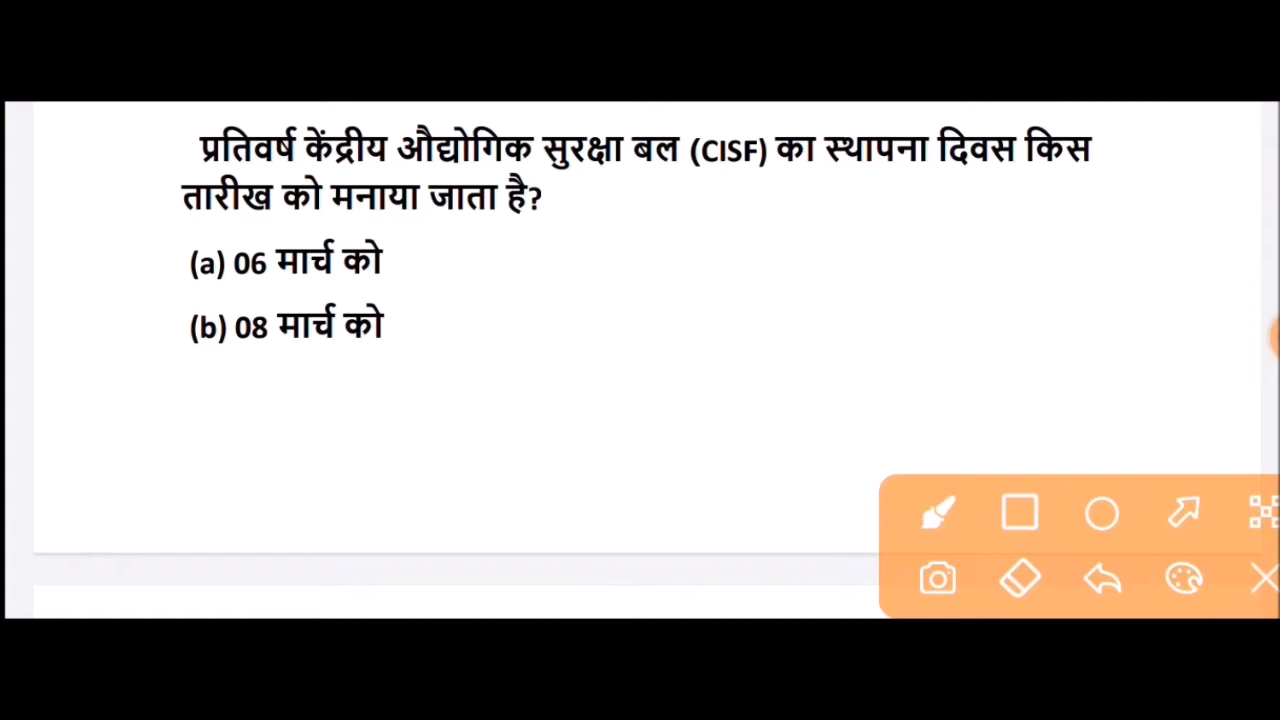 प्रतिवर्ष केंद्रीय औद्योगिक सुरक्षा बल (CISF) का स्थापना दिवस किस
तारीख को मनाया जाता है?
(a) 06 मार्च को
(b) 08 मार्च को